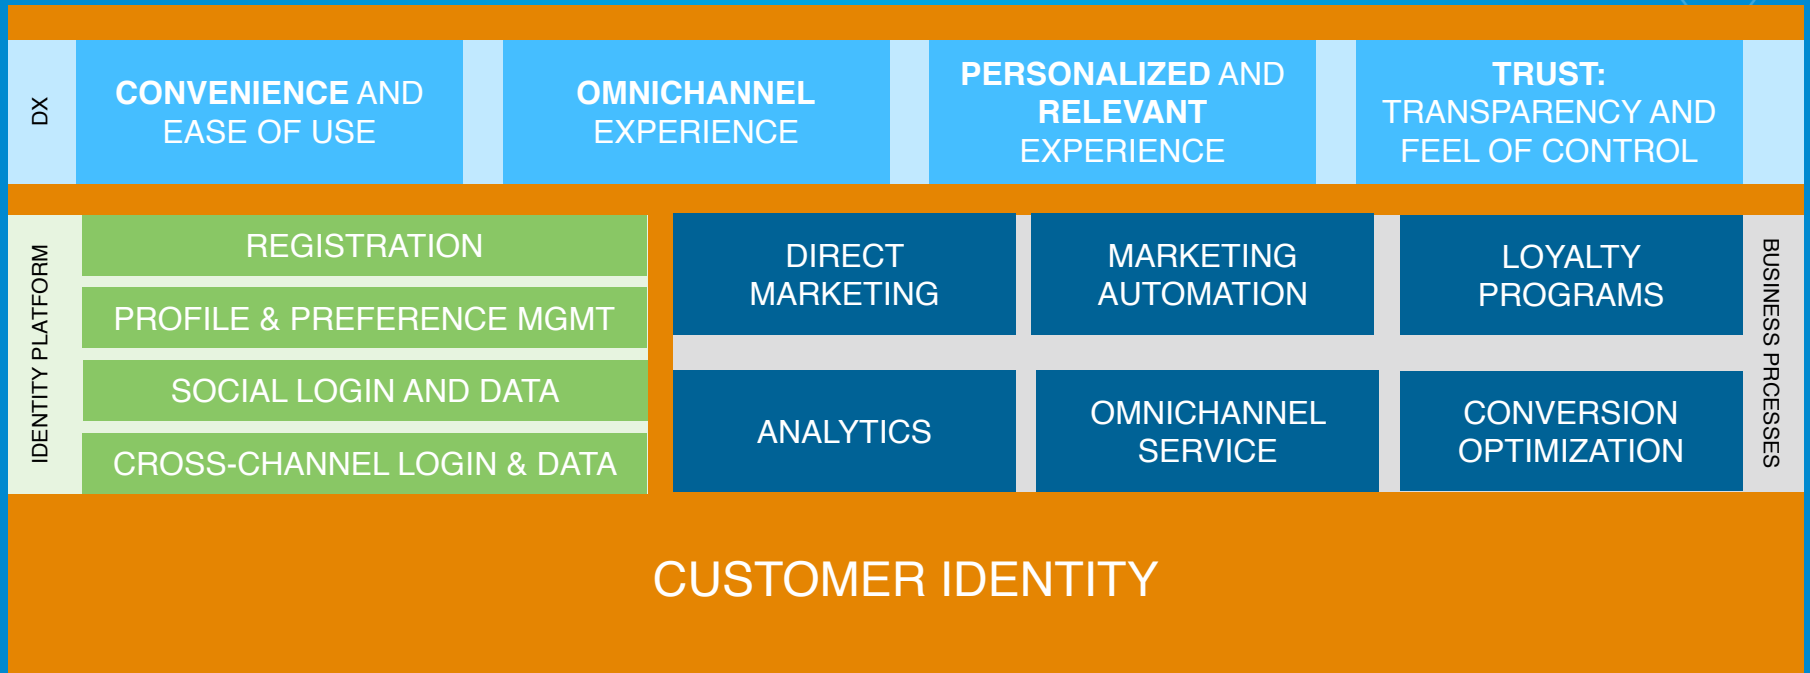 DX
CONVENIENCE AND
EASE OF USE
OMNICHANNEL
EXPERIENCE
PERSONALIZED AND
RELEVANT
EXPERIENCE
TRUST:
TRANSPARENCY AND
FEEL OF CONTROL
IDENTITY PLATFORM
REGISTRATION
PROFILE & PREFERENCE MGMT
SOCIAL LOGIN AND DATA
CROSS-CHANNEL LOGIN & DATA
DIRECT
MARKETING
MARKETING
AUTOMATION
LOYALTY
PROGRAMS
ANALYTICS
OMNICHANNEL
SERVICE
CONVERSION
OPTIMIZATION
BUSINESS PRCESSES
CUSTOMER IDENTITY